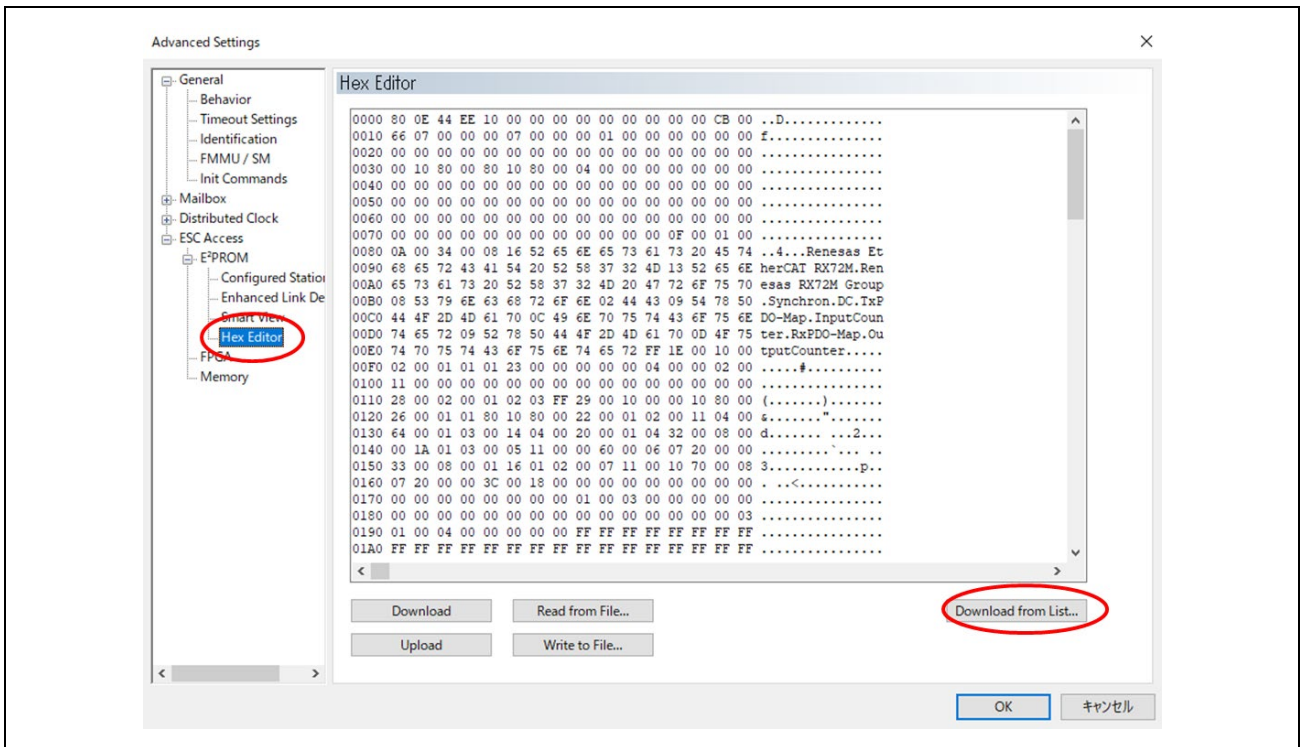 Advanced Settings
General
Behavior
Timeout Settings
Identification
FMMU / SM
Init Commands
Mailbox
Distributed Clock
ESC Access
E²PROM
Configured Station
Enhanced Link De
Smart View
Hex Editor
FPGA
Memory
Hex Editor
0000 80 0E 44 EE 10 00 00 00 00 00 00 00 00 00 CB 00 ..D.............
0010 66 07 00 00 00 07 00 00 00 01 00 00 00 00 00 00 f...............
0020 00 00 00 00 00 00 00 00 00 00 00 00 00 00 00 00 ................
0030 00 10 80 00 80 10 80 00 04 00 00 00 00 00 00 00 ................
0040 00 00 00 00 00 00 00 00 00 00 00 00 00 00 00 00 ................
0050 00 00 00 00 00 00 00 00 00 00 00 00 00 00 00 00 ................
0060 00 00 00 00 00 00 00 00 00 00 00 00 00 00 00 00 ................
0070 00 00 00 00 00 00 00 00 00 00 00 00 0F 00 01 00 ................
0080 0A 00 34 00 08 16 52 65 6E 65 73 61 73 20 45 74 ..4...Renesas Et
0090 68 65 72 43 41 54 20 52 58 37 32 4D 13 52 65 6E herCAT RX72M.Ren
00A0 65 73 61 73 20 52 58 37 32 4D 20 47 72 6F 75 70 esas RX72M Group
00B0 08 53 79 6E 63 68 72 6F 6E 02 44 43 09 54 78 50 .Synchron.DC.TxP
00C0 44 4F 2D 4D 61 70 0C 49 6E 70 75 74 43 6F 75 6E DO-Map.InputCoun
00D0 74 65 72 09 52 78 50 44 4F 2D 4D 61 70 0D 4F 75 ter.RxPDO-Map.Ou
00E0 74 70 75 74 43 6F 75 6E 74 65 72 FF 1E 00 10 00 tputCounter.....
00F0 02 00 01 01 01 23 00 00 00 00 00 04 00 00 02 00 .....#..........
0100 11 00 00 00 00 00 00 00 00 00 00 00 00 00 00 00 ................
0110 28 00 02 00 01 02 03 FF 29 00 10 00 00 10 80 00 (.......).......
0120 26 00 01 01 80 10 80 00 22 00 01 02 00 11 04 00 &.......".......
0130 64 00 01 03 00 14 04 00 20 00 01 04 32 00 08 00 d....... ...2...
0140 00 1A 01 03 00 05 11 00 00 60 00 06 07 20 00 00 .........`... ..
0150 33 00 08 00 01 16 01 02 00 07 11 00 10 70 00 08 3............p..
0160 07 20 00 00 3C 00 18 00 00 00 00 00 00 00 00 00 . ..<...........
0170 00 00 00 00 00 00 00 00 01 00 03 00 00 00 00 00 ................
0180 00 00 00 00 00 00 00 00 00 00 00 00 00 00 00 03 ................
0190 01 00 04 00 00 00 00 00 FF FF FF FF FF FF FF FF ................
01A0 FF FF FF FF FF FF FF FF FF FF FF FF FF FF FF FF ................
Download
Read from File...
Download from List...
Upload
Write to File...
OK
キャンセル